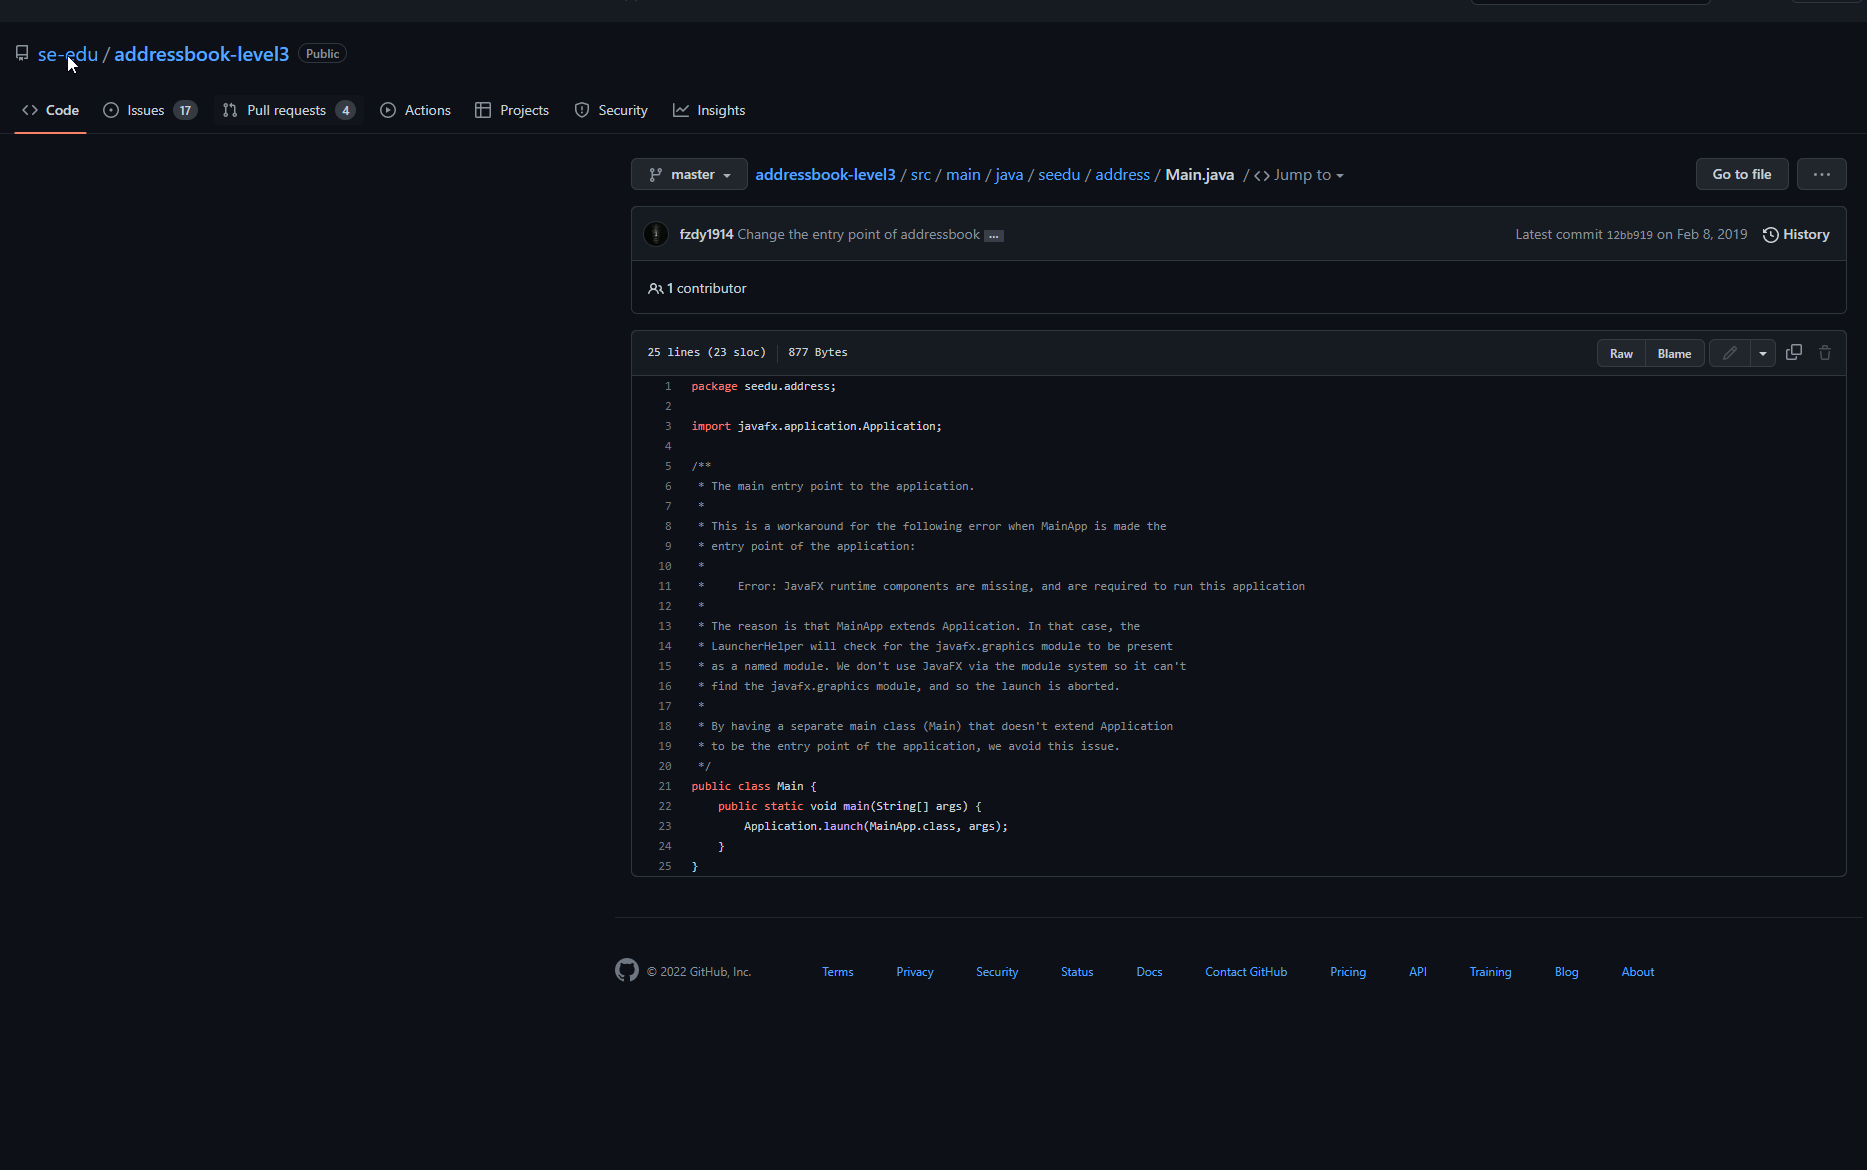 se-edu / addressbook-level3 Public
Code Issues 17 Pull requests 4 Actions Projects Security Insights
master addressbook-level3 / src / main / java / seedu / address / Main.java / <> Jump to Go to file ...
fzdy1914 Change the entry point of addressbook ... Latest commit 12bb919 on Feb 8, 2019 History
1 contributor
25 lines (23 sloc) 877 Bytes Raw Blame
1 package seedu.address;
2
3 import javafx.application.Application;
4
5 /**
6 * The main entry point to the application.
7 *
8 * This is a workaround for the following error when MainApp is made the
9 * entry point of the application:
10 *
11 *     Error: JavaFX runtime components are missing, and are required to run this application
12 *
13 * The reason is that MainApp extends Application. In that case, the
14 * LauncherHelper will check for the javafx.graphics module to be present
15 * as a named module. We don't use JavaFX via the module system so it can't
16 * find the javafx.graphics module, and so the launch is aborted.
17 *
18 * By having a separate main class (Main) that doesn't extend Application
19 * to be the entry point of the application, we avoid this issue.
20 */
21 public class Main {
22     public static void main(String[] args) {
23         Application.launch(MainApp.class, args);
24     }
25 }
© 2022 GitHub, Inc. Terms Privacy Security Status Docs Contact GitHub Pricing API Training Blog About